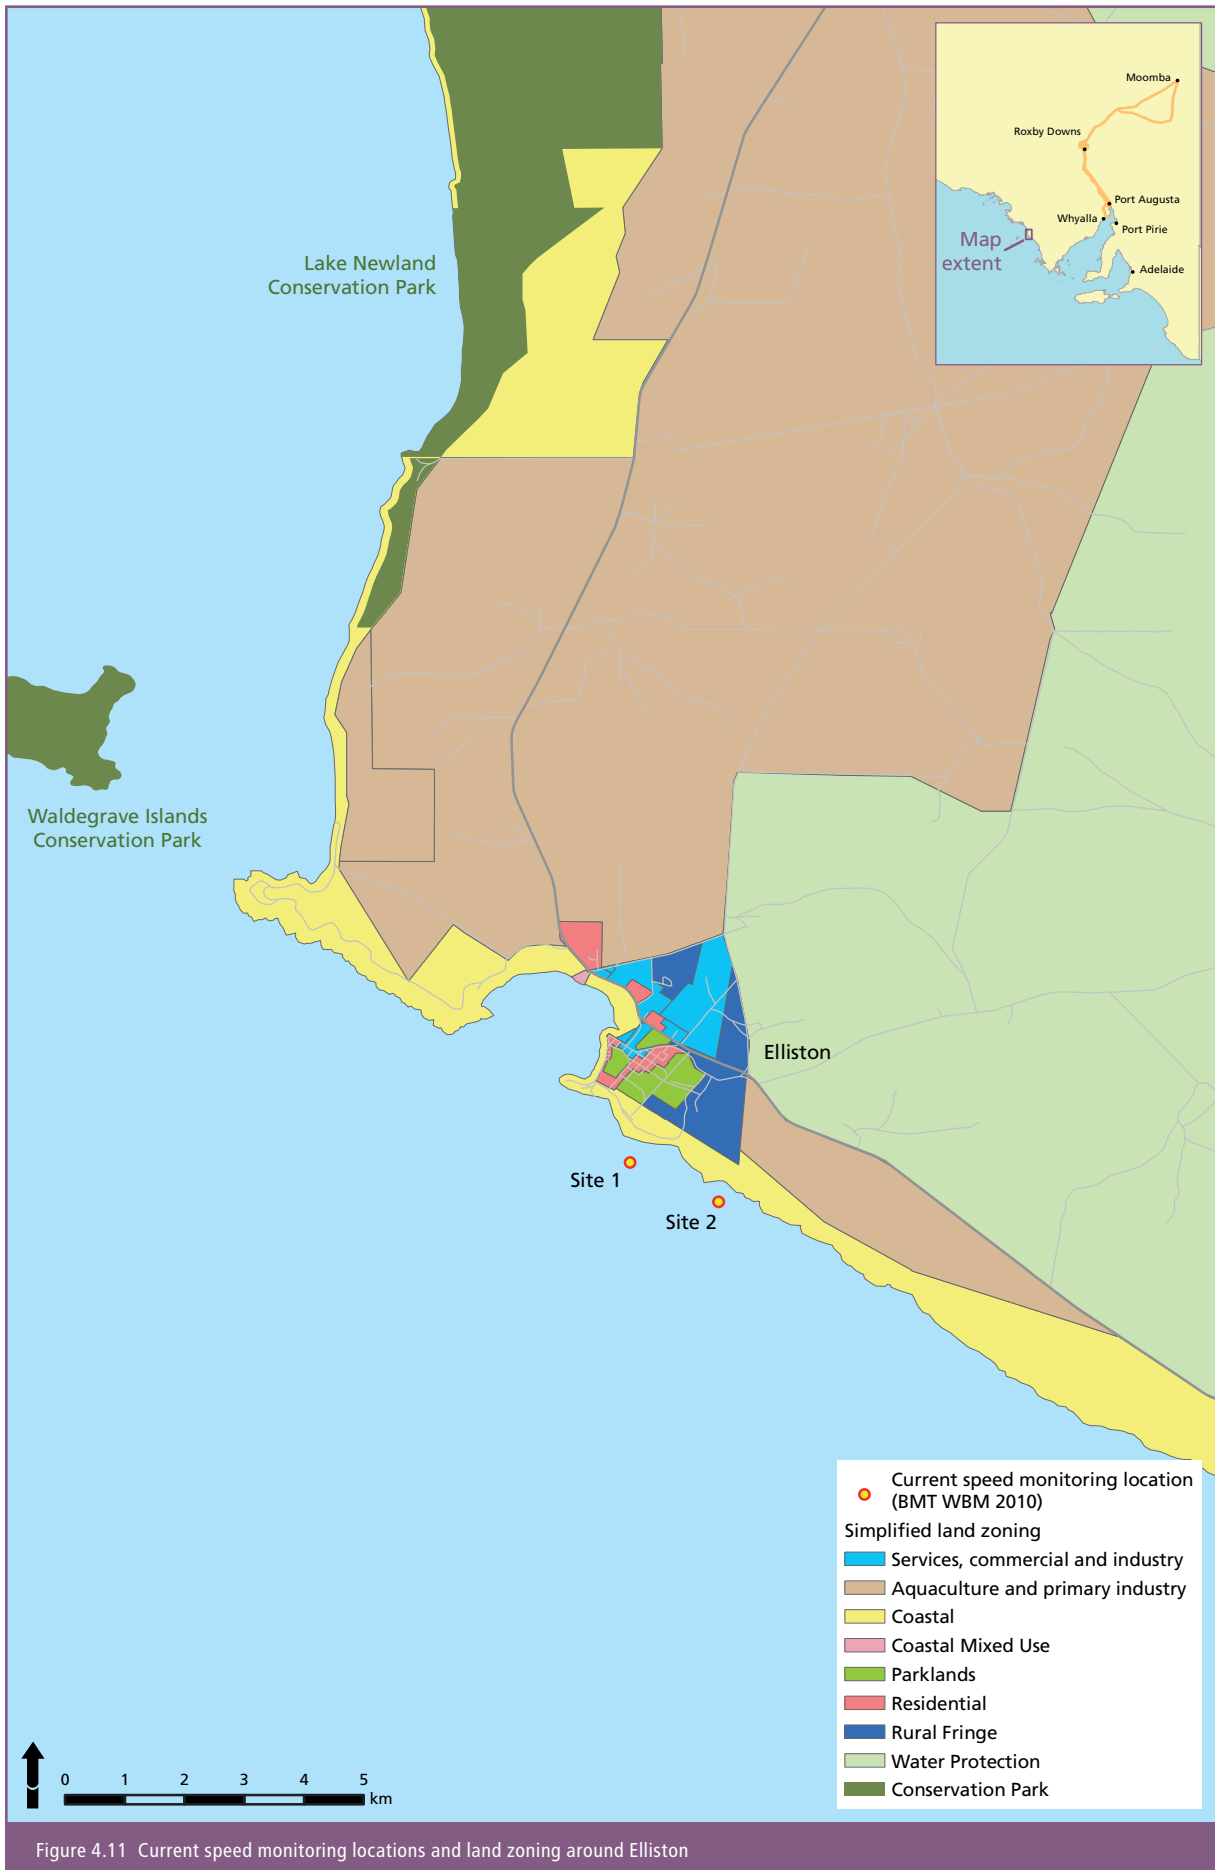 Moomba
Roxby Downs
Port Augusta
Whyalla
Port Pirie
Map
extent
Adelaide
Lake Newland
Conservation Park
Waldegrave Islands
Conservation Park
Elliston
Site 1
Site 2
Current speed monitoring location
(BMT WBM 2010)
Simplified land zoning
Services, commercial and industry
Aquaculture and primary industry
Coastal
Coastal Mixed Use
Parklands
Residential
Rural Fringe
Water Protection
Conservation Park
0 1 2 3 4 5
km
Figure 4.11 Current speed monitoring locations and land zoning around Elliston